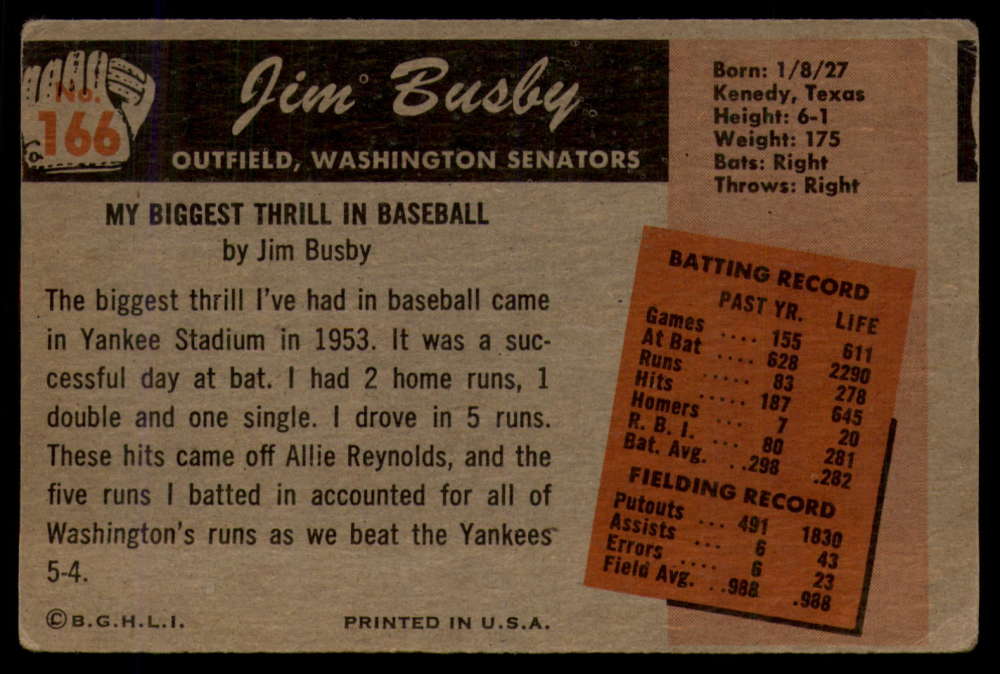 No.
166
Jim Busby
OUTFIELD, WASHINGTON SENATORS
Born: 1/8/27
Kenedy, Texas
Height: 6-1
Weight: 175
Bats: Right
Throws: Right
MY BIGGEST THRILL IN BASEBALL
by Jim Busby
The biggest thrill I've had in baseball came
in Yankee Stadium in 1953. It was a suc-
cessful day at bat. I had 2 home runs, 1
double and one single. I drove in 5 runs.
These hits came off Allie Reynolds, and the
five runs I batted in accounted for all of
Washington's runs as we beat the Yankees
5-4.
BATTING RECORD
PAST YR. LIFE
Games .... 155 611
At Bat .... 628 2290
Runs ..... 83 278
Hits ..... 187 645
Homers ... 7 20
R. B. I. ... 80 281
Bat. Avg. . .298 .282
FIELDING RECORD
Putouts ... 491 1830
Assists ... 6 43
Errors .... 6 23
Field Avg. . .988 .988
©B.G.H.L.I.
PRINTED IN U.S.A.